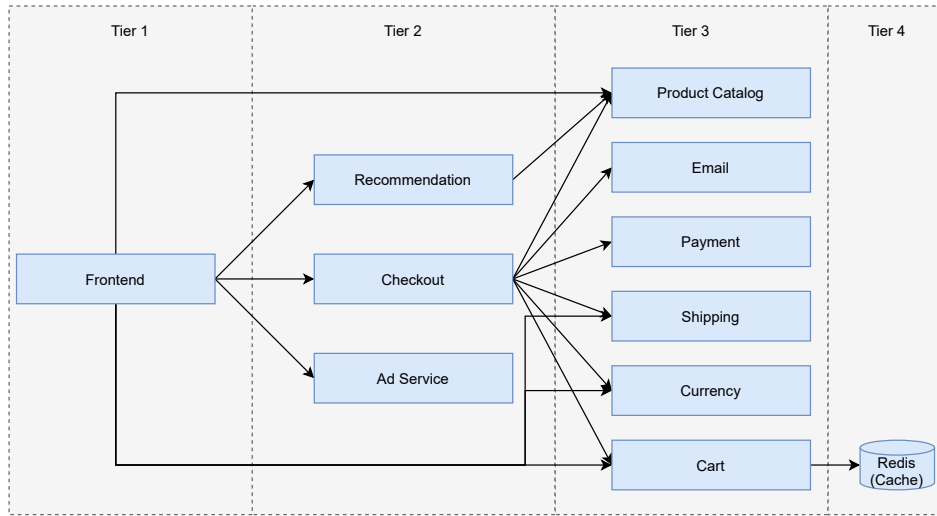 Tier 1
Tier 2
Tier 3
Tier 4
Product Catalog
Email
Recommendation
Payment
Frontend
Checkout
Shipping
Ad Service
Currency
Cart
Redis
(Cache)